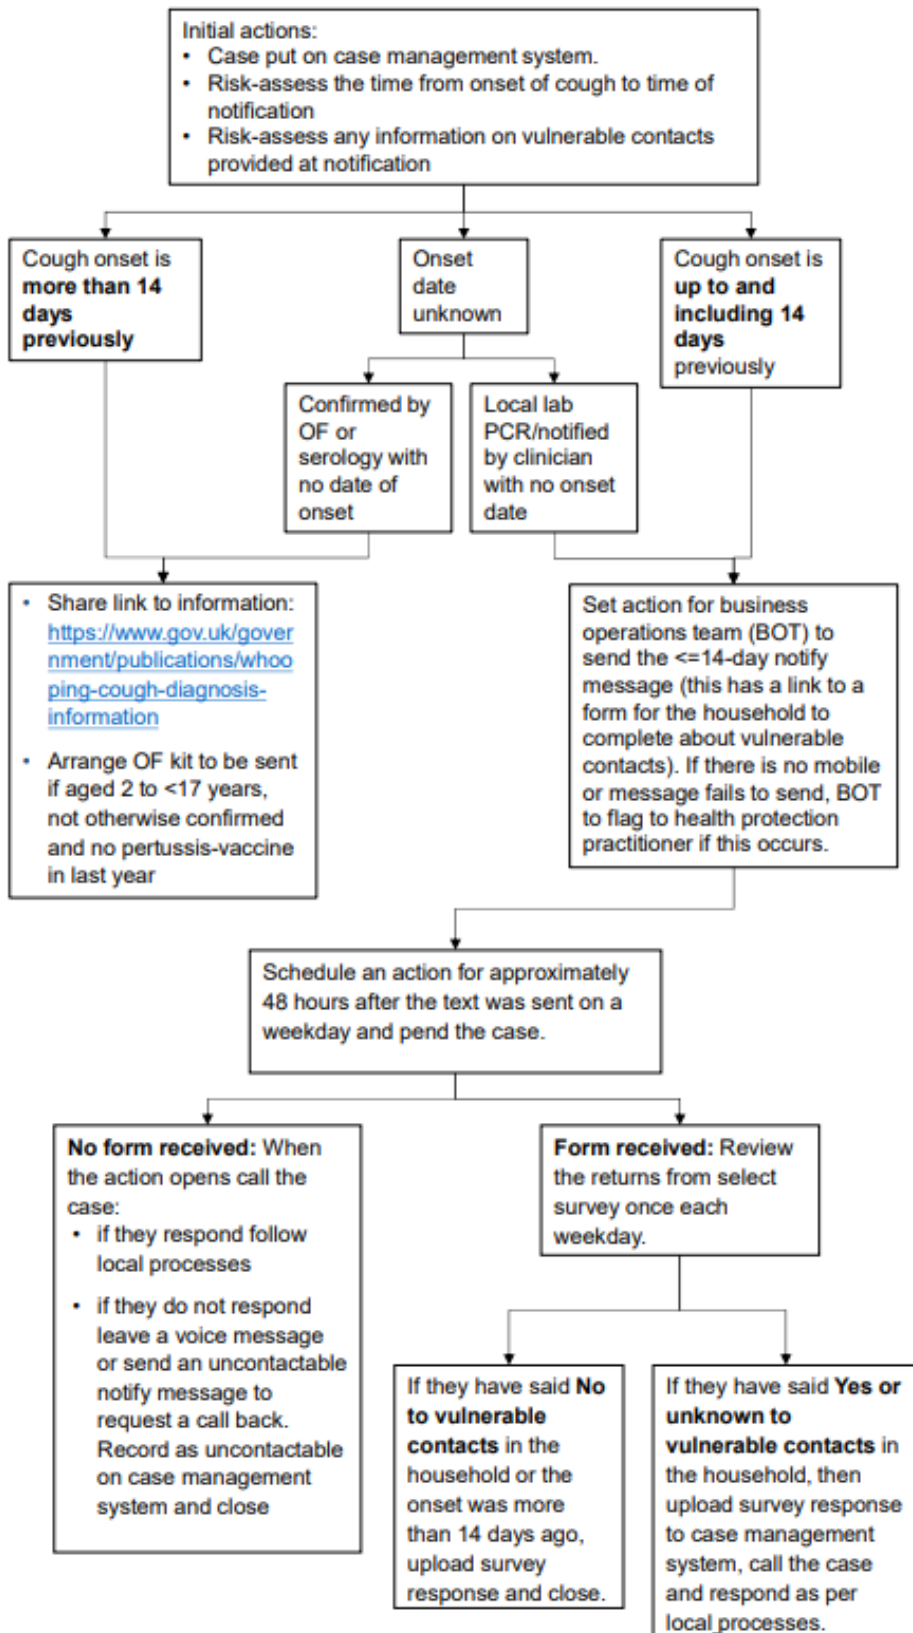 Initial actions:
• Case put on case management system.
• Risk-assess the time from onset of cough to time of
notification
• Risk-assess any information on vulnerable contacts
provided at notification
Cough onset is
more than 14
days
previously
Onset
date
unknown
Cough onset is
up to and
including 14
days
previously
Confirmed by
OF or
serology with
no date of
onset
Local lab
PCR/notified
by clinician
with no onset
date
• Share link to information:
https://www.gov.uk/gover
nment/publications/whoo
ping-cough-diagnosis-
information
• Arrange OF kit to be sent
if aged 2 to <17 years,
not otherwise confirmed
and no pertussis-vaccine
in last year
Set action for business
operations team (BOT) to
send the <=14-day notify
message (this has a link to a
form for the household to
complete about vulnerable
contacts). If there is no mobile
or message fails to send, BOT
to flag to health protection
practitioner if this occurs.
Schedule an action for approximately
48 hours after the text was sent on a
weekday and pend the case.
No form received: When
the action opens call the
case:
• if they respond follow
local processes
• if they do not respond
leave a voice message
or send an uncontactable
notify message to
request a call back.
Record as uncontactable
on case management
system and close
Form received: Review
the returns from select
survey once each
weekday.
If they have said No
to vulnerable
contacts in the
household or the
onset was more
than 14 days ago,
upload survey
response and close.
If they have said Yes or
unknown to
vulnerable contacts in
the household, then
upload survey response
to case management
system, call the case
and respond as per
local processes.